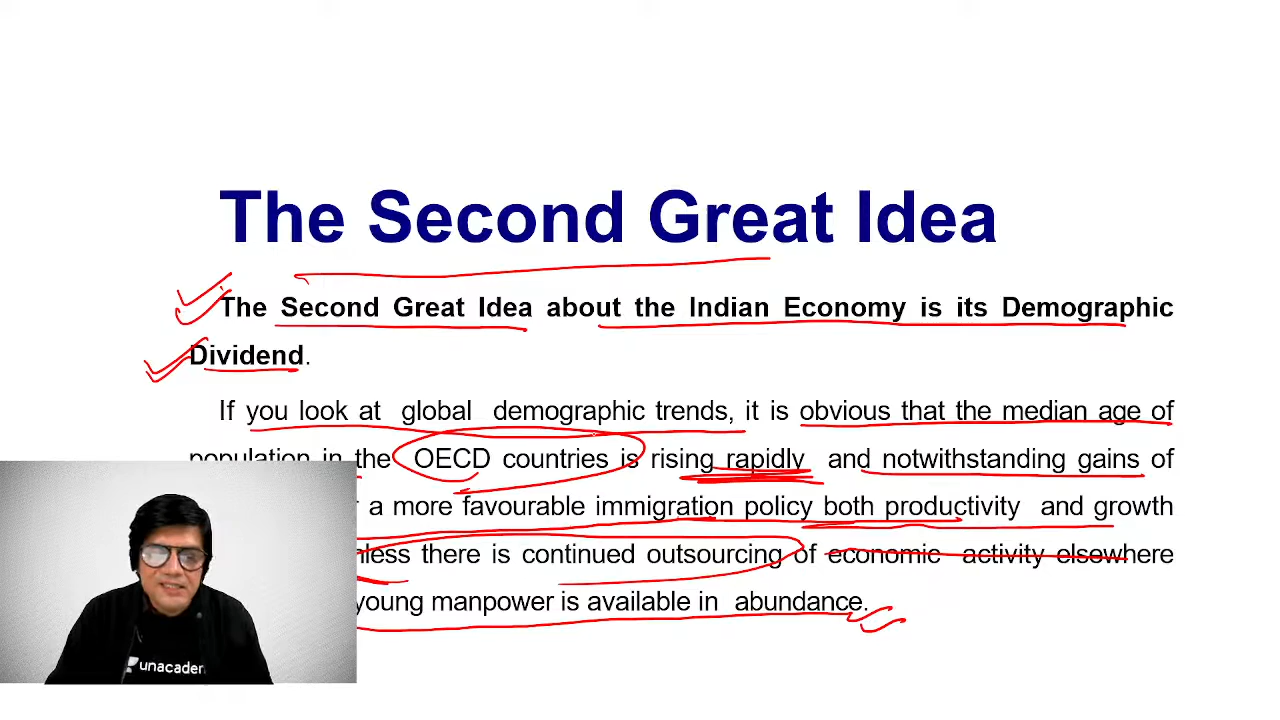 The Second Great Idea
The Second Great Idea about the Indian Economy is its Demographic
Dividend.
If you look at global demographic trends, it is obvious that the median age of
population in the OECD countries is rising rapidly and notwithstanding gains of
a more favourable immigration policy both productivity and growth
there is continued outsourcing of economic activity elsewhere
young manpower is available in abundance.
unacadem